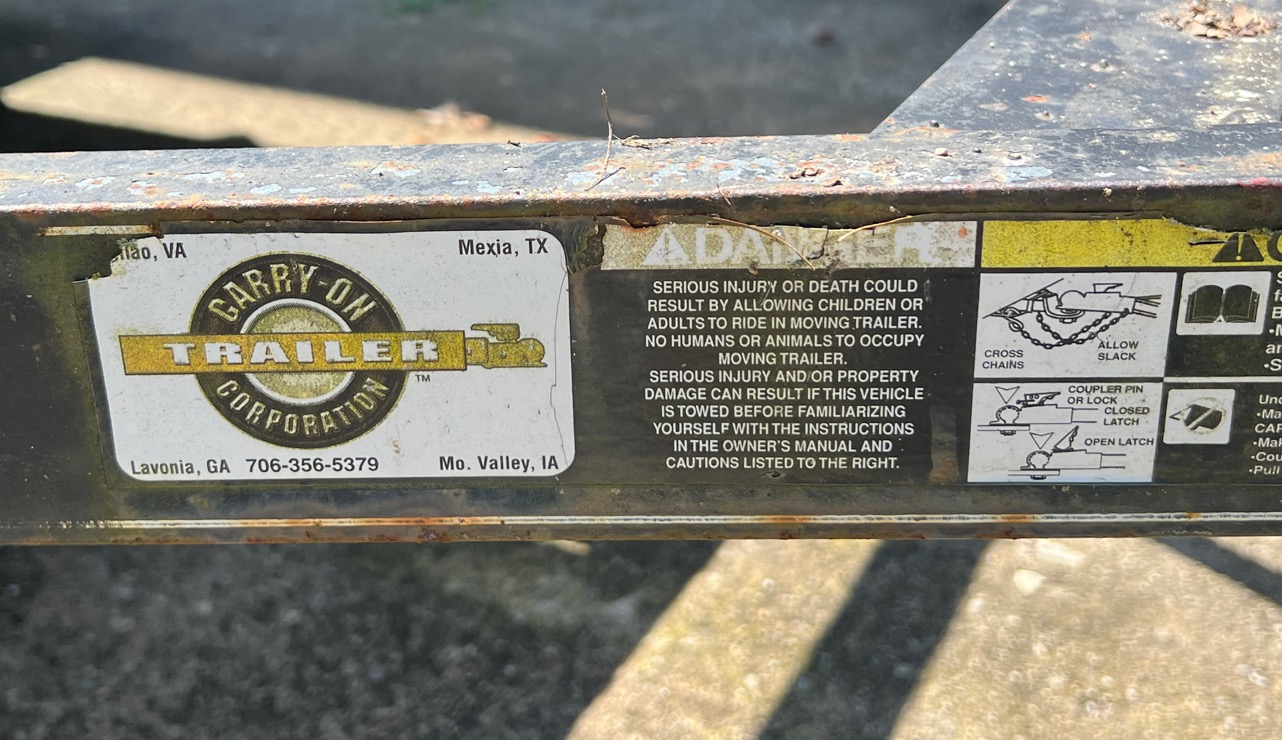 VA
Mexia, TX
CARRY-ON
TRAILER
CORPORATION
TM
Lavonia, GA 706-356-5379
Mo. Valley, IA
DANGER
SERIOUS INJURY OR DEATH COULD
RESULT BY ALLOWING CHILDREN OR
ADULTS TO RIDE IN MOVING TRAILER.
NO HUMANS OR ANIMALS TO OCCUPY
MOVING TRAILER.
SERIOUS INJURY AND/OR PROPERTY
DAMAGE CAN RESULT IF THIS VEHICLE
IS TOWED BEFORE FAMILIARIZING
YOURSELF WITH THE INSTRUCTIONS
IN THE OWNER'S MANUAL AND
CAUTIONS LISTED TO THE RIGHT.
CROSS
CHAINS
ALLOW
SLACK
COUPLER PIN
OR LOCK
CLOSED
LATCH
OPEN LATCH